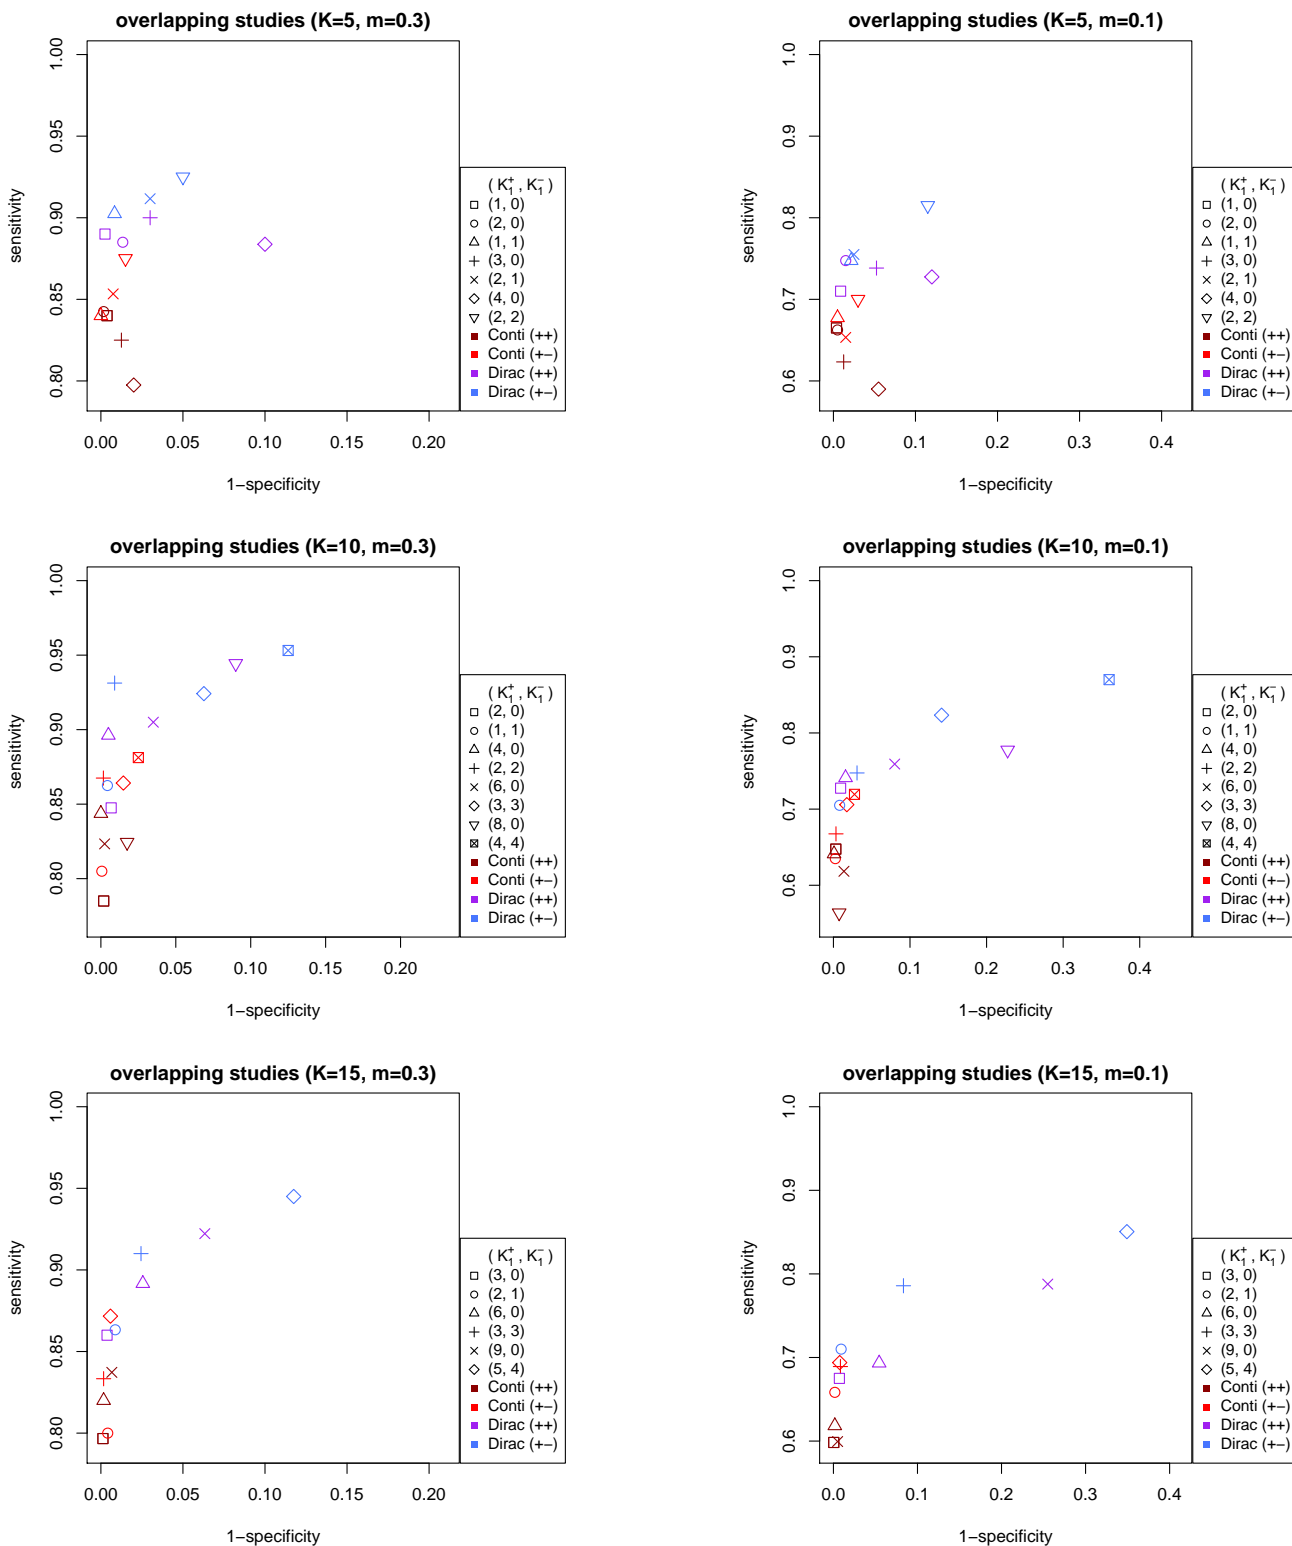 overlapping studies (K=5, m=0.3)
sensitivity
1.00
0.95
0.90
0.85
0.80
0.00 0.05 0.10 0.15 0.20
1−specificity
( K₁⁺ , K₁⁻ )
(1, 0)
(2, 0)
(1, 1)
(3, 0)
(2, 1)
(4, 0)
(2, 2)
Conti (++)
Conti (+−)
Dirac (++)
Dirac (+−)
overlapping studies (K=5, m=0.1)
sensitivity
1.0
0.9
0.8
0.7
0.6
0.0 0.1 0.2 0.3 0.4
1−specificity
( K₁⁺ , K₁⁻ )
(1, 0)
(2, 0)
(1, 1)
(3, 0)
(2, 1)
(4, 0)
(2, 2)
Conti (++)
Conti (+−)
Dirac (++)
Dirac (+−)
overlapping studies (K=10, m=0.3)
sensitivity
1.00
0.95
0.90
0.85
0.80
0.00 0.05 0.10 0.15 0.20
1−specificity
( K₁⁺ , K₁⁻ )
(2, 0)
(1, 1)
(4, 0)
(2, 2)
(6, 0)
(3, 3)
(8, 0)
(4, 4)
Conti (++)
Conti (+−)
Dirac (++)
Dirac (+−)
overlapping studies (K=10, m=0.1)
sensitivity
1.0
0.9
0.8
0.7
0.6
0.0 0.1 0.2 0.3 0.4
1−specificity
( K₁⁺ , K₁⁻ )
(2, 0)
(1, 1)
(4, 0)
(2, 2)
(6, 0)
(3, 3)
(8, 0)
(4, 4)
Conti (++)
Conti (+−)
Dirac (++)
Dirac (+−)
overlapping studies (K=15, m=0.3)
sensitivity
1.00
0.95
0.90
0.85
0.80
0.00 0.05 0.10 0.15 0.20
1−specificity
( K₁⁺ , K₁⁻ )
(3, 0)
(2, 1)
(6, 0)
(3, 3)
(9, 0)
(5, 4)
Conti (++)
Conti (+−)
Dirac (++)
Dirac (+−)
overlapping studies (K=15, m=0.1)
sensitivity
1.0
0.9
0.8
0.7
0.6
0.0 0.1 0.2 0.3 0.4
1−specificity
( K₁⁺ , K₁⁻ )
(3, 0)
(2, 1)
(6, 0)
(3, 3)
(9, 0)
(5, 4)
Conti (++)
Conti (+−)
Dirac (++)
Dirac (+−)